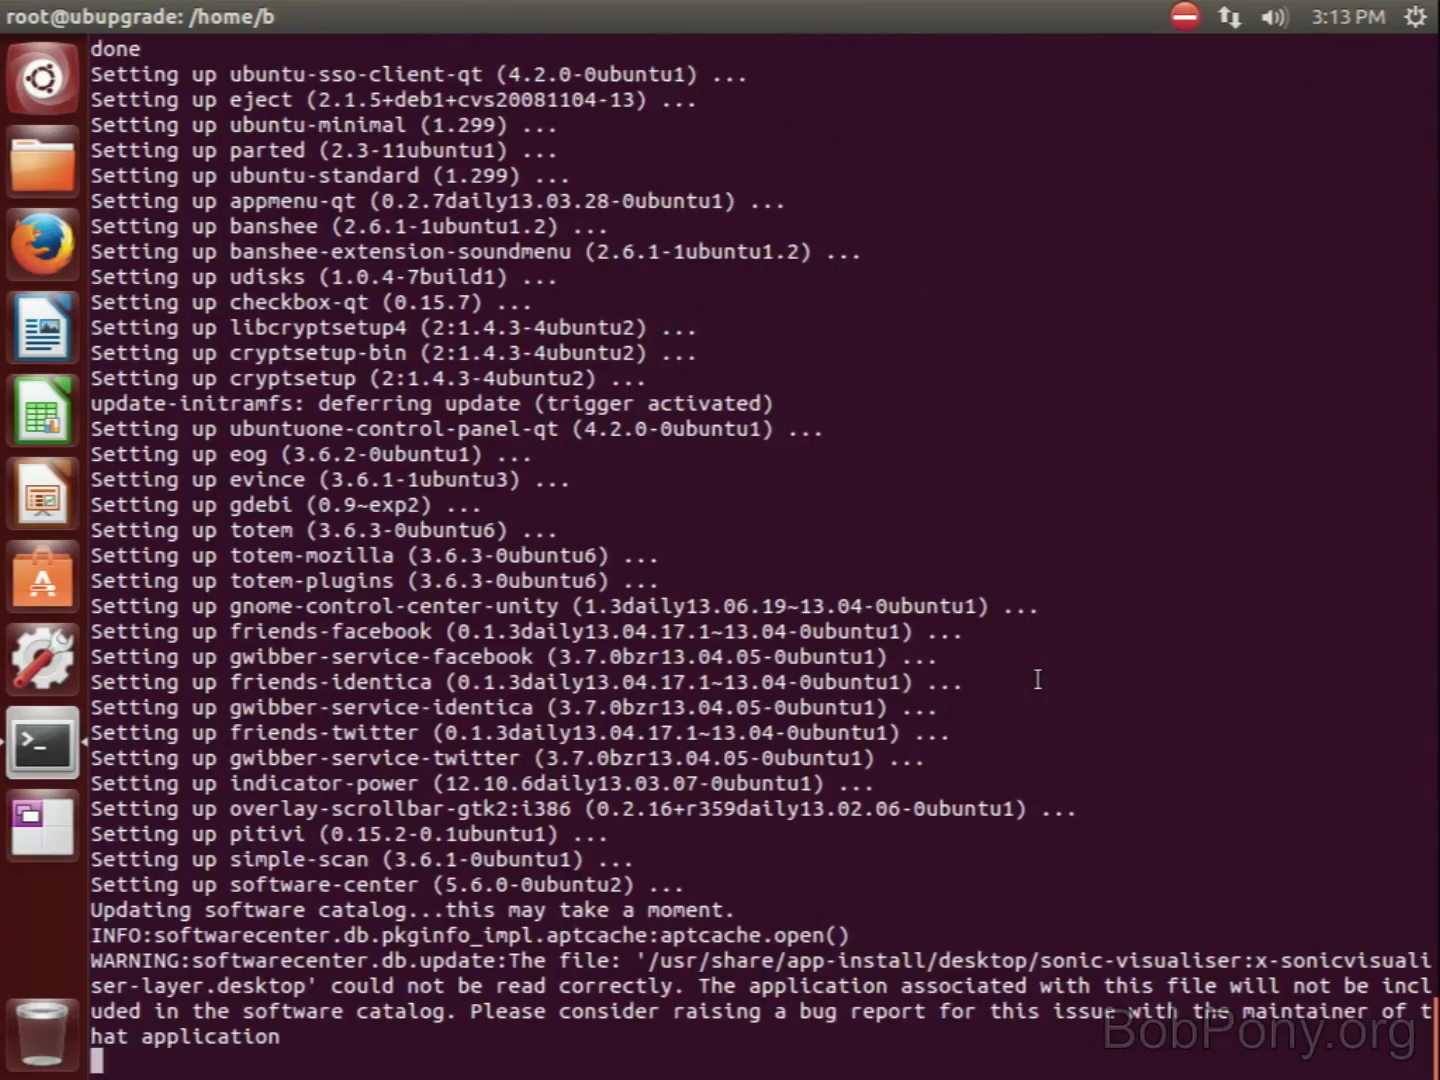 root@ubupgrade: /home/b
3:13 PM
done
Setting up ubuntu-sso-client-qt (4.2.0-0ubuntu1) ...
Setting up eject (2.1.5+deb1+cvs20081104-13) ...
Setting up ubuntu-minimal (1.299) ...
Setting up parted (2.3-11ubuntu1) ...
Setting up ubuntu-standard (1.299) ...
Setting up appmenu-qt (0.2.7daily13.03.28-0ubuntu1) ...
Setting up banshee (2.6.1-1ubuntu1.2) ...
Setting up banshee-extension-soundmenu (2.6.1-1ubuntu1.2) ...
Setting up udisks (1.0.4-7build1) ...
Setting up checkbox-qt (0.15.7) ...
Setting up libcryptsetup4 (2:1.4.3-4ubuntu2) ...
Setting up cryptsetup-bin (2:1.4.3-4ubuntu2) ...
Setting up cryptsetup (2:1.4.3-4ubuntu2) ...
update-initramfs: deferring update (trigger activated)
Setting up ubuntuone-control-panel-qt (4.2.0-0ubuntu1) ...
Setting up eog (3.6.2-0ubuntu1) ...
Setting up evince (3.6.1-1ubuntu3) ...
Setting up gdebi (0.9~exp2) ...
Setting up totem (3.6.3-0ubuntu6) ...
Setting up totem-mozilla (3.6.3-0ubuntu6) ...
Setting up totem-plugins (3.6.3-0ubuntu6) ...
Setting up gnome-control-center-unity (1.3daily13.06.19~13.04-0ubuntu1) ...
Setting up friends-facebook (0.1.3daily13.04.17.1~13.04-0ubuntu1) ...
Setting up gwibber-service-facebook (3.7.0bzr13.04.05-0ubuntu1) ...
Setting up friends-identica (0.1.3daily13.04.17.1~13.04-0ubuntu1) ...
Setting up gwibber-service-identica (3.7.0bzr13.04.05-0ubuntu1) ...
Setting up friends-twitter (0.1.3daily13.04.17.1~13.04-0ubuntu1) ...
Setting up gwibber-service-twitter (3.7.0bzr13.04.05-0ubuntu1) ...
Setting up indicator-power (12.10.6daily13.03.07-0ubuntu1) ...
Setting up overlay-scrollbar-gtk2:i386 (0.2.16+r359daily13.02.06-0ubuntu1) ...
Setting up pitivi (0.15.2-0.1ubuntu1) ...
Setting up simple-scan (3.6.1-0ubuntu1) ...
Setting up software-center (5.6.0-0ubuntu2) ...
Updating software catalog...this may take a moment.
INFO:softwarecenter.db.pkginfo_impl.aptcache:aptcache.open()
WARNING:softwarecenter.db.update:The file: '/usr/share/app-install/desktop/sonic-visualiser:x-sonicvisuali
ser-layer.desktop' could not be read correctly. The application associated with this file will not be incl
uded in the software catalog. Please consider raising a bug report for this issue with the maintainer of t
hat application
BobPony.org